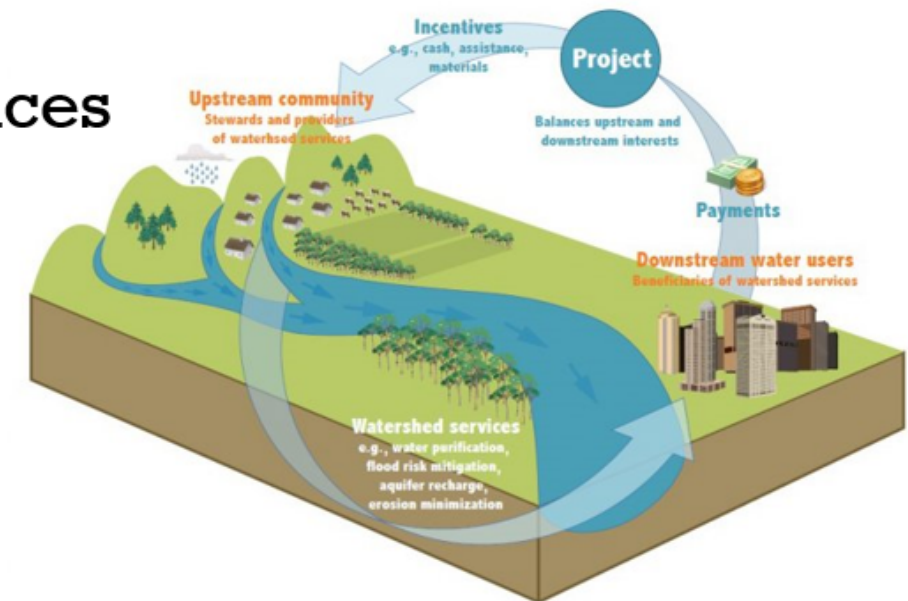 ices
Incentives
e.g., cash, assistance,
materials
Project
Upstream community
Stewards and providers
of waterhsed services
Balances upstream and
downstream interests
Payments
Downstream water users
Beneficiaries of watershed services
Watershed services
e.g., water purification,
flood risk mitigation,
aquifer recharge,
erosion minimization